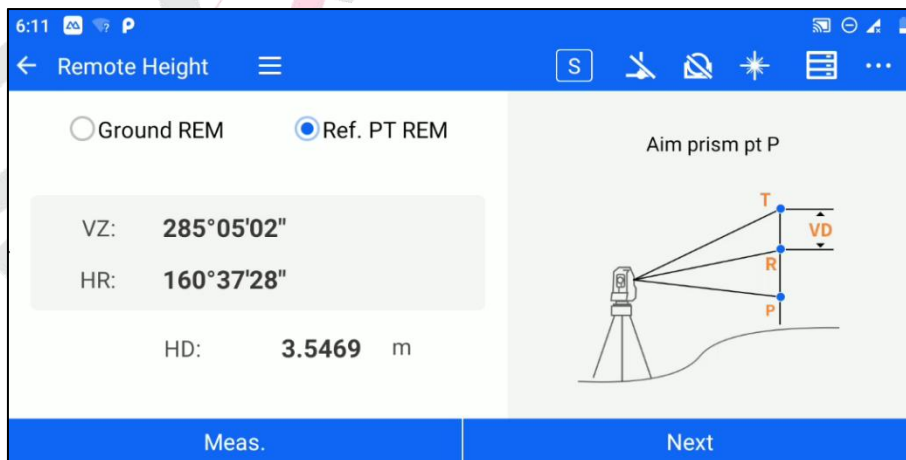 6:11
Remote Height
S
Ground REM
Ref. PT REM
VZ: 285°05'02"
HR: 160°37'28"
HD: 3.5469 m
Aim prism pt P
T
VD
R
P
Meas.
Next